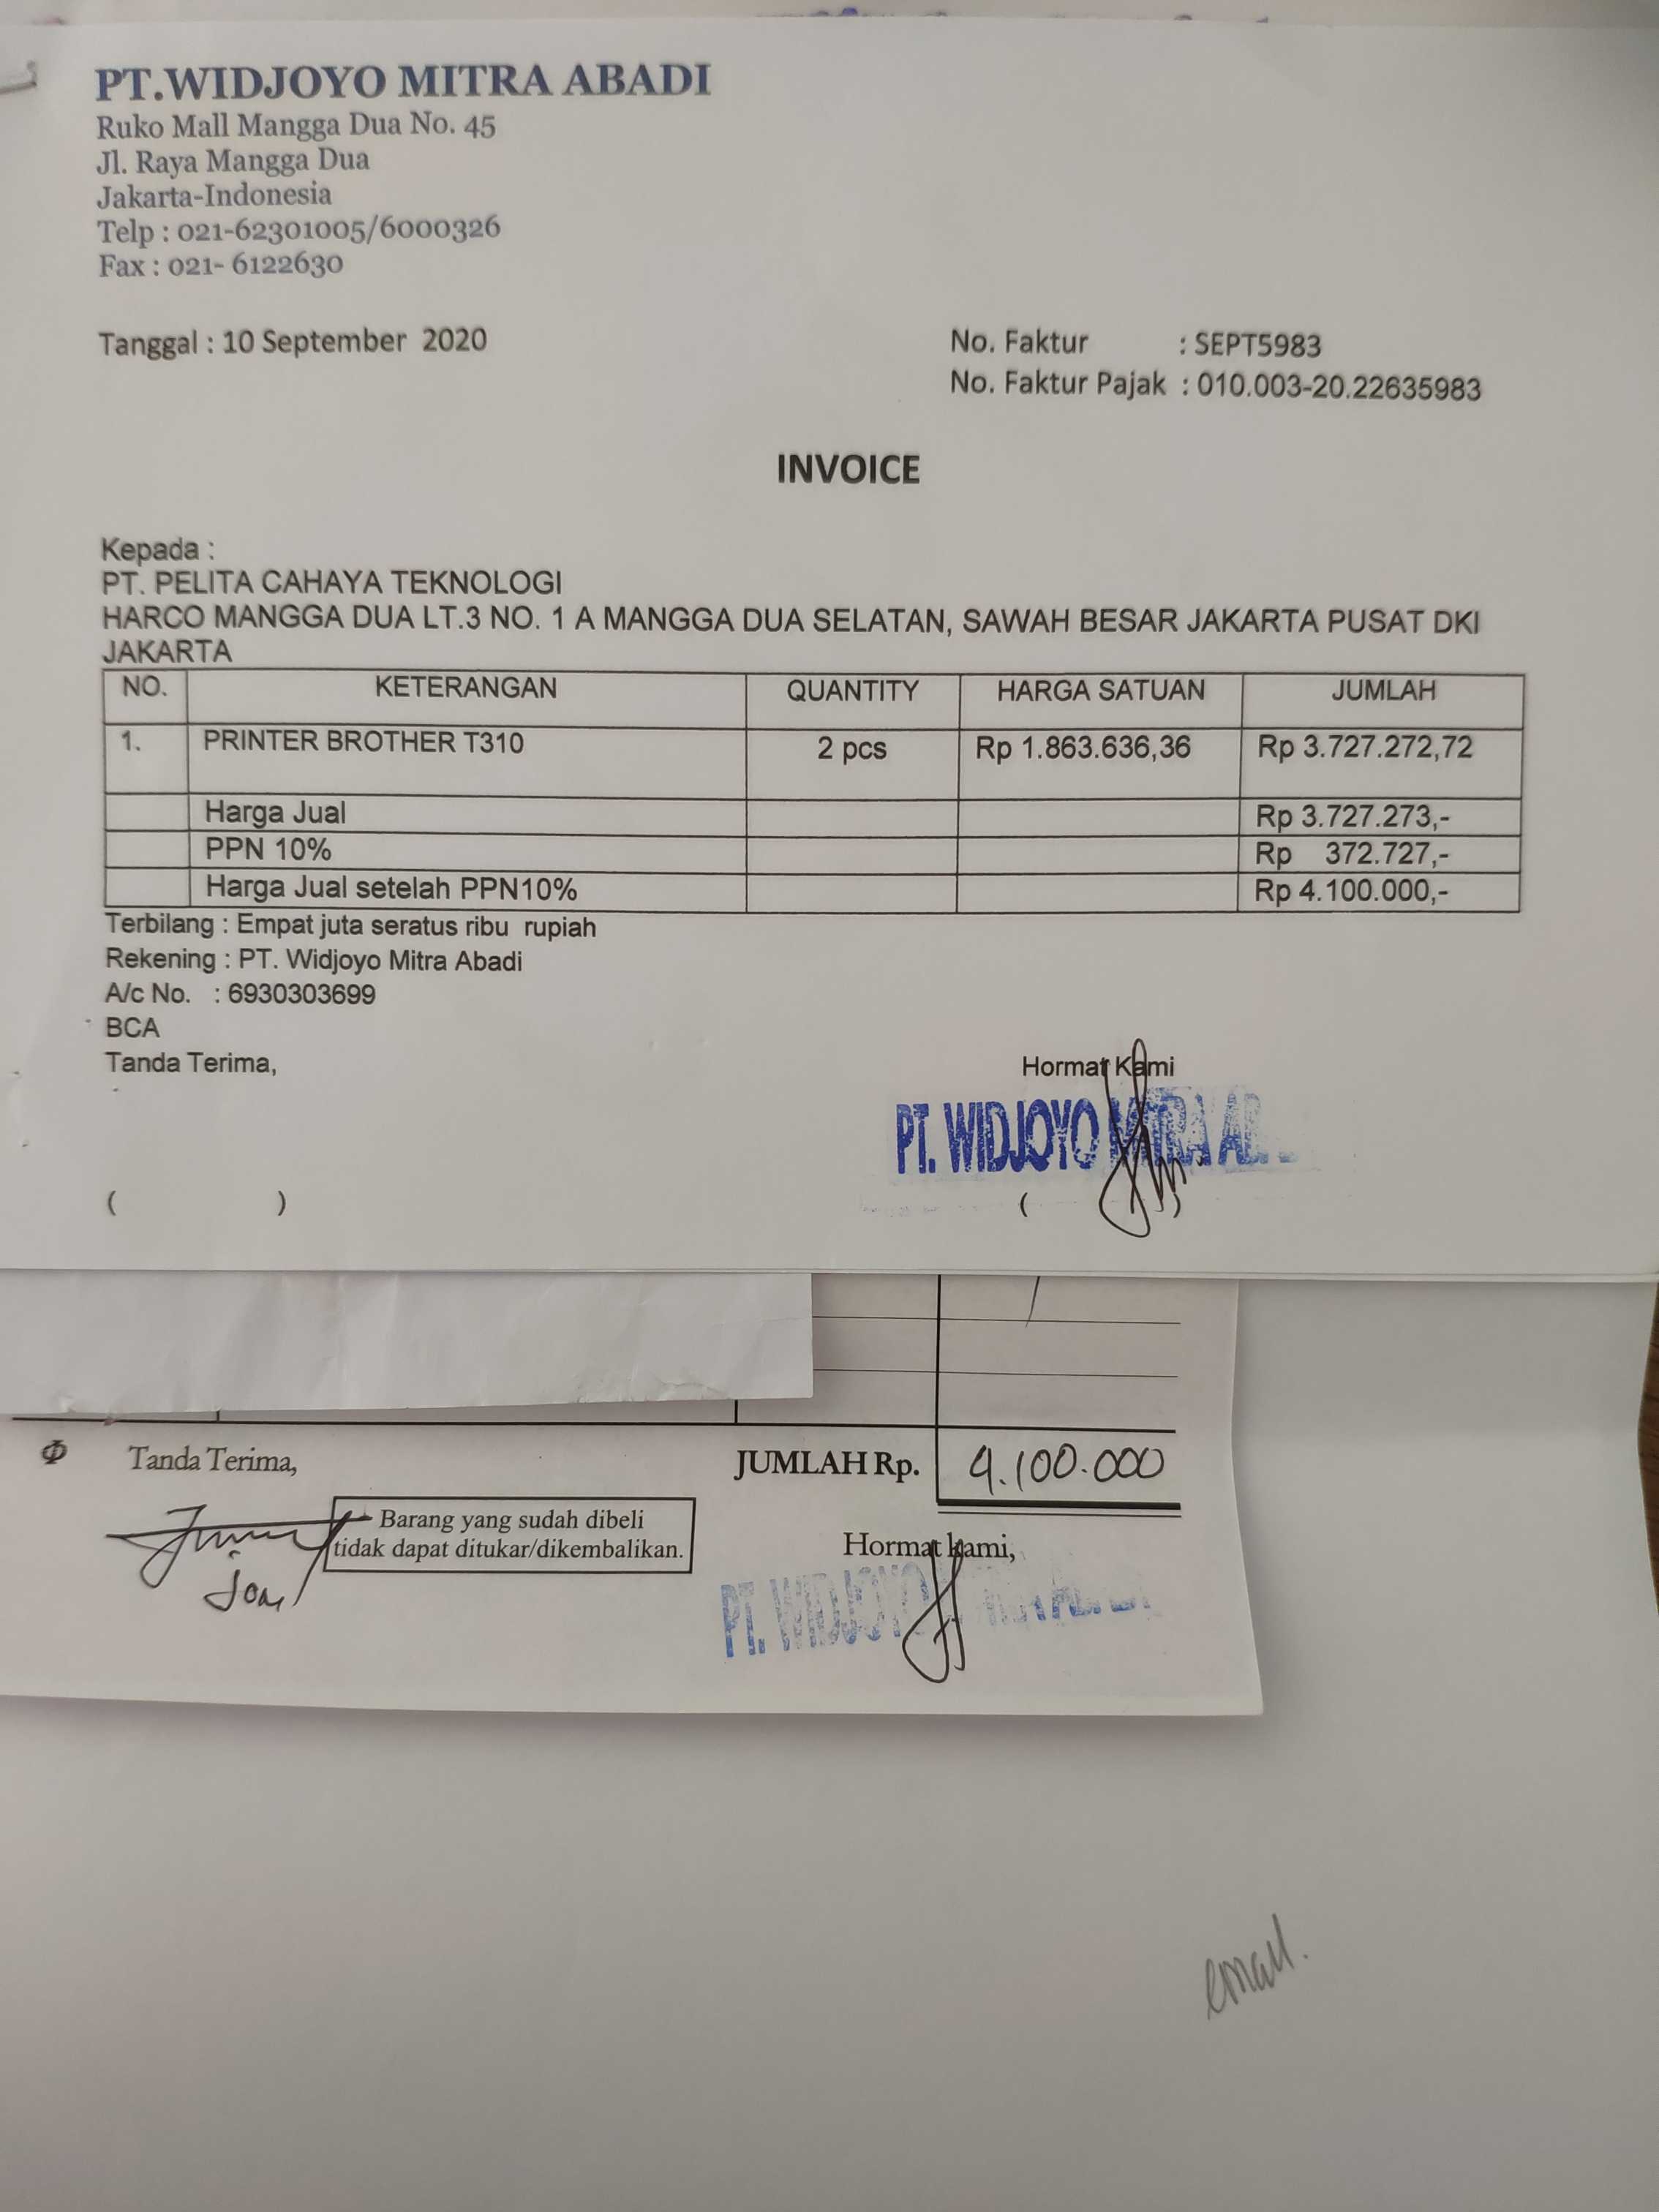 PT.WIDJOYO MITRA ABADI
Ruko Mall Mangga Dua No. 45
Jl. Raya Mangga Dua
Jakarta-Indonesia
Telp : 021-62301005/6000326
Fax : 021- 6122630
Tanggal : 10 September 2020
No. Faktur : SEPT5983
No. Faktur Pajak : 010.003-20.22635983
INVOICE
Kepada :
PT. PELITA CAHAYA TEKNOLOGI
HARCO MANGGA DUA LT.3 NO. 1 A MANGGA DUA SELATAN, SAWAH BESAR JAKARTA PUSAT DKI
JAKARTA
NO. KETERANGAN QUANTITY HARGA SATUAN JUMLAH
1. PRINTER BROTHER T310 2 pcs Rp 1.863.636,36 Rp 3.727.272,72
Harga Jual Rp 3.727.273,-
PPN 10% Rp 372.727,-
Harga Jual setelah PPN10% Rp 4.100.000,-
Terbilang : Empat juta seratus ribu rupiah
Rekening : PT. Widjoyo Mitra Abadi
A/c No. : 6930303699
BCA
Tanda Terima, Hormat Kami
PT. WIDJOYO MITRA
( ) ( )
Tanda Terima, JUMLAH Rp. 4.100.000
Barang yang sudah dibeli
tidak dapat ditukar/dikembalikan.
Hormat kami,
PT. WIDJOYO
email.